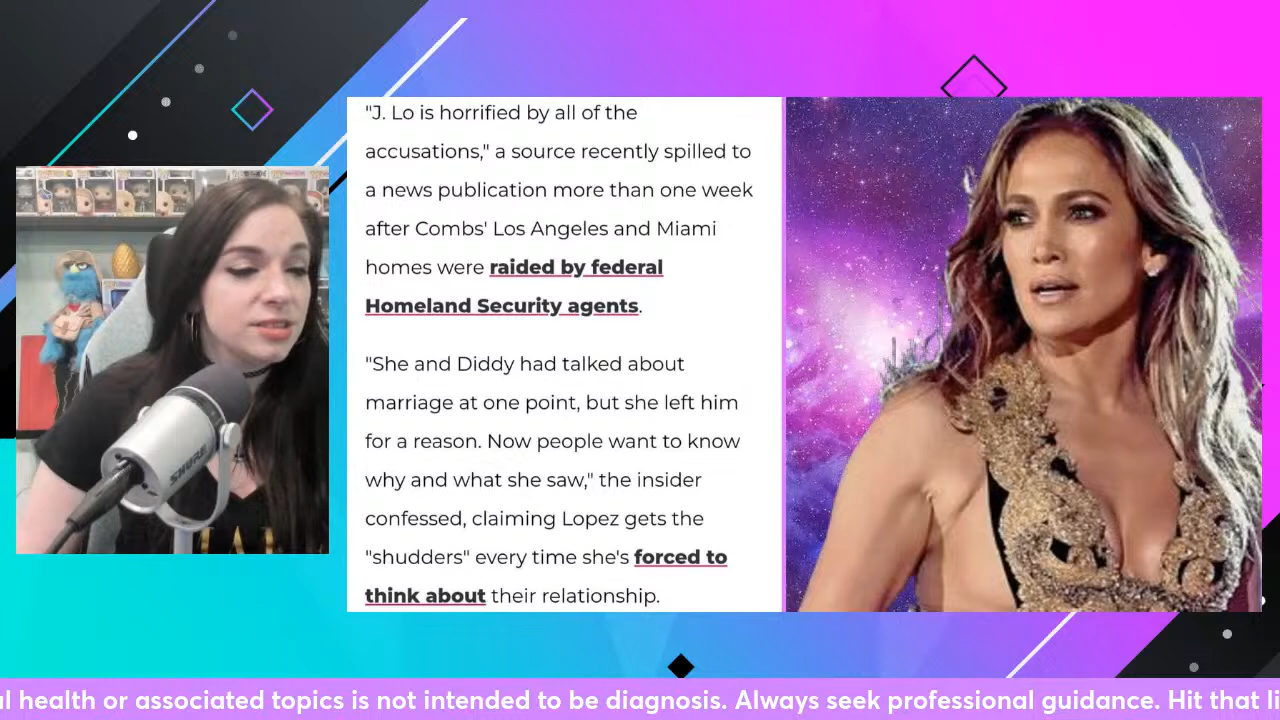 "J. Lo is horrified by all of the
accusations," a source recently spilled to
a news publication more than one week
after Combs' Los Angeles and Miami
homes were raided by federal
Homeland Security agents.
"She and Diddy had talked about
marriage at one point, but she left him
for a reason. Now people want to know
why and what she saw," the insider
confessed, claiming Lopez gets the
"shudders" every time she's forced to
think about their relationship.
SHURE
al health or associated topics is not intended to be diagnosis. Always seek professional guidance. Hit that li